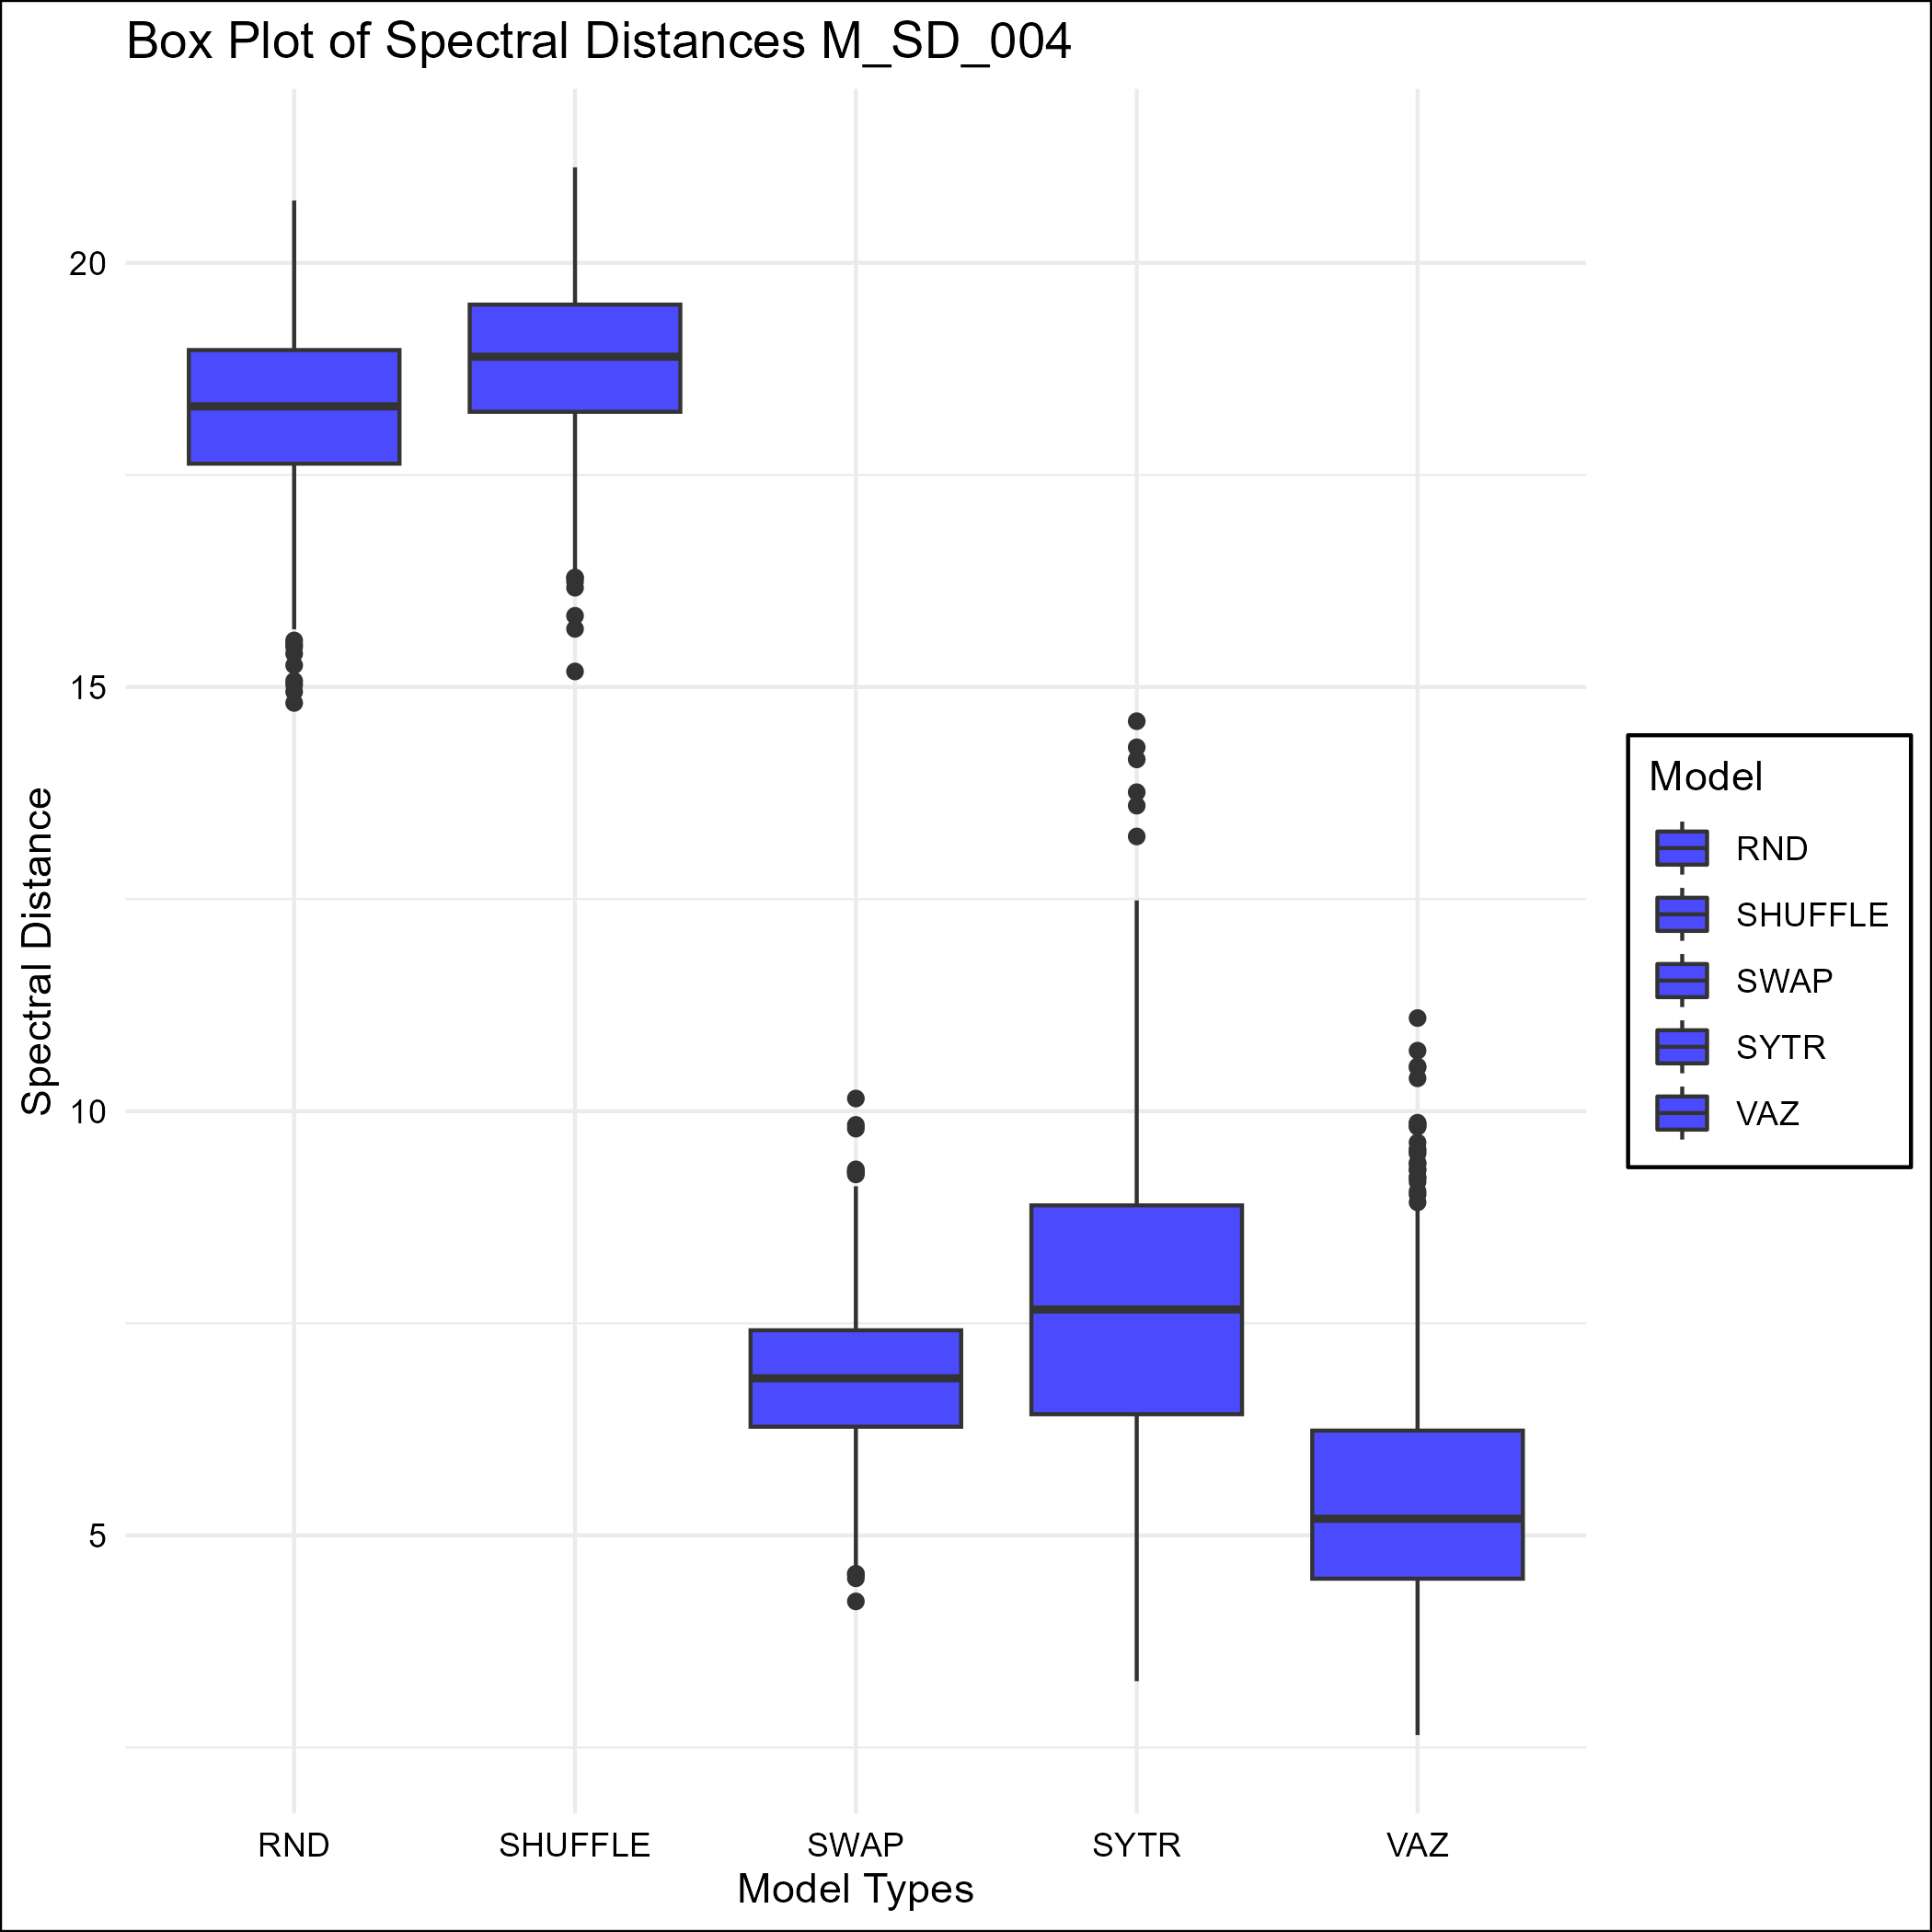 Box Plot of Spectral Distances M_SD_004
Spectral Distance
20
15
10
5
RND
SHUFFLE
SWAP
SYTR
VAZ
Model Types
Model
RND
SHUFFLE
SWAP
SYTR
VAZ